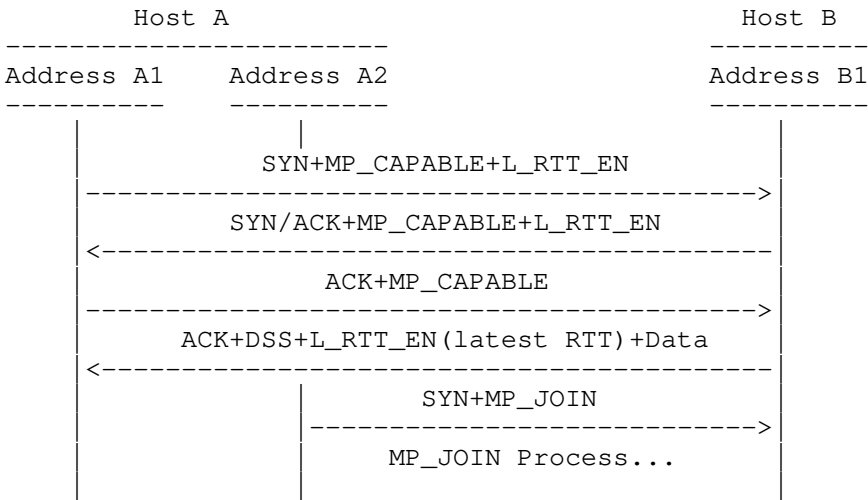 Host A Host B
Address A1 Address A2 Address B1
SYN+MP_CAPABLE+L_RTT_EN
SYN/ACK+MP_CAPABLE+L_RTT_EN
ACK+MP_CAPABLE
ACK+DSS+L_RTT_EN(latest RTT)+Data
SYN+MP_JOIN
MP_JOIN Process...